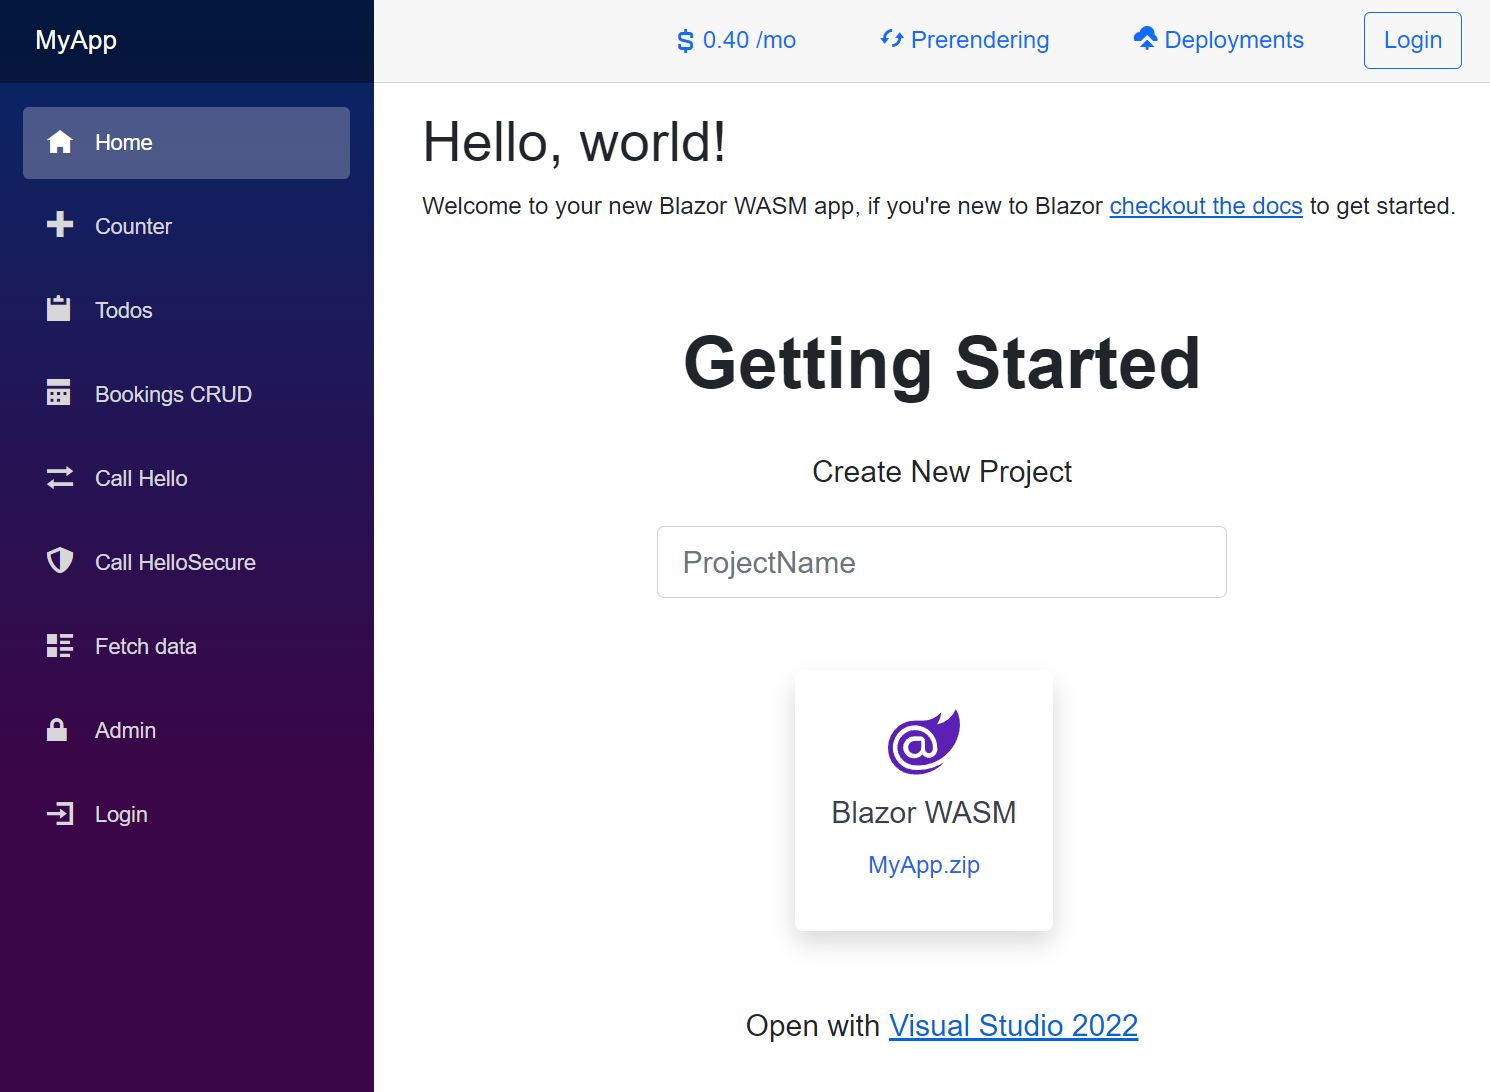 MyApp
$ 0.40 /mo
Prerendering
Deployments
Login
Home
Counter
Todos
Bookings CRUD
Call Hello
Call HelloSecure
Fetch data
Admin
Login
Hello, world!
Welcome to your new Blazor WASM app, if you're new to Blazor checkout the docs to get started.
Getting Started
Create New Project
ProjectName
@
Blazor WASM
MyApp.zip
Open with Visual Studio 2022